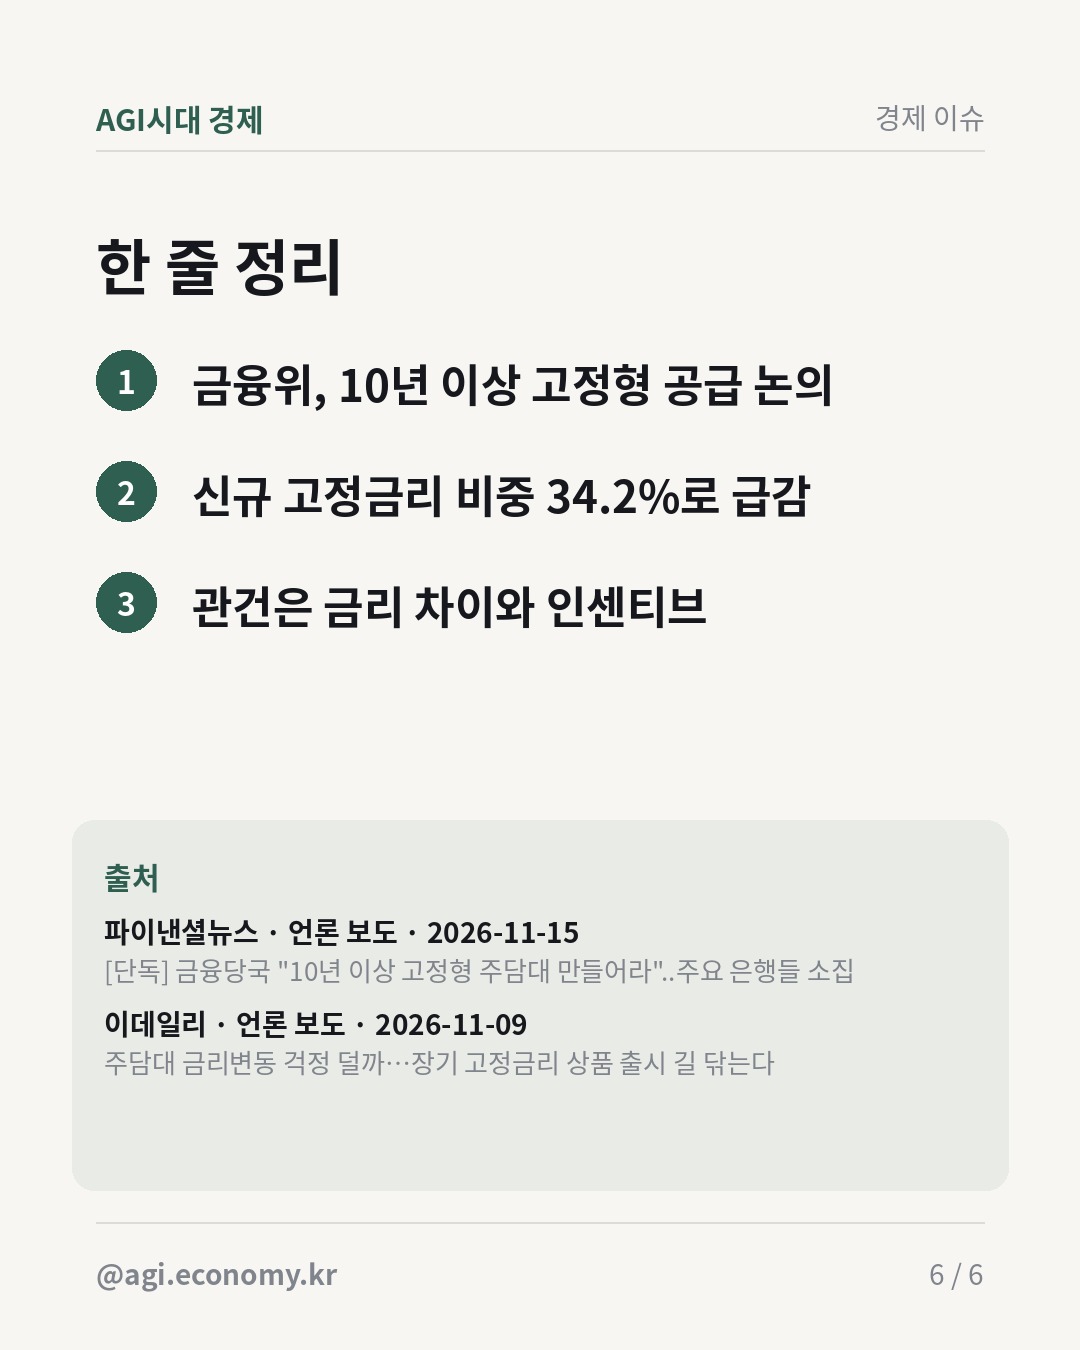 AGI시대 경제
경제 이슈
한 줄 정리
1 금융위, 10년 이상 고정형 공급 논의
2 신규 고정금리 비중 34.2%로 급감
3 관건은 금리 차이와 인센티브
출처
파이낸셜뉴스 · 언론 보도 · 2026-11-15
[단독] 금융당국 "10년 이상 고정형 주담대 만들어라"..주요 은행들 소집
이데일리 · 언론 보도 · 2026-11-09
주담대 금리변동 걱정 덜까…장기 고정금리 상품 출시 길 닦는다
@agi.economy.kr
6 / 6